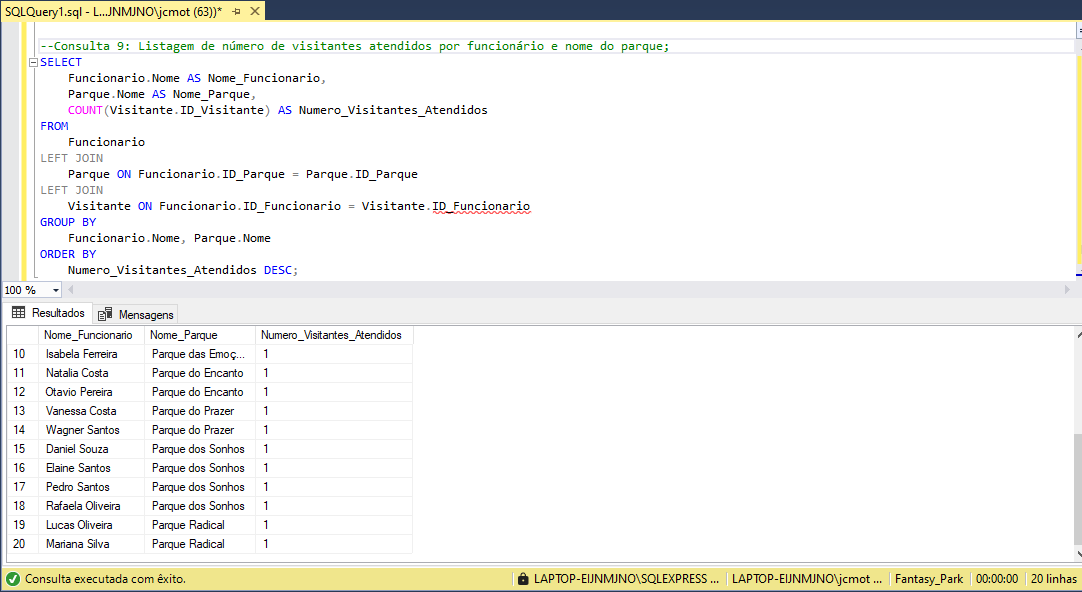 SQLQuery1.sql - L...JNMJNO\jcmot (63))*
--Consulta 9: Listagem de número de visitantes atendidos por funcionário e nome do parque;
SELECT
Funcionario.Nome AS Nome_Funcionario,
Parque.Nome AS Nome_Parque,
COUNT(Visitante.ID_Visitante) AS Numero_Visitantes_Atendidos
FROM
Funcionario
LEFT JOIN
Parque ON Funcionario.ID_Parque = Parque.ID_Parque
LEFT JOIN
Visitante ON Funcionario.ID_Funcionario = Visitante.ID_Funcionario
GROUP BY
Funcionario.Nome, Parque.Nome
ORDER BY
Numero_Visitantes_Atendidos DESC;
100 %
Resultados Mensagens
Nome_Funcionario Nome_Parque Numero_Visitantes_Atendidos
10 Isabela Ferreira Parque das Emoç... 1
11 Natalia Costa Parque do Encanto 1
12 Otavio Pereira Parque do Encanto 1
13 Vanessa Costa Parque do Prazer 1
14 Wagner Santos Parque do Prazer 1
15 Daniel Souza Parque dos Sonhos 1
16 Elaine Santos Parque dos Sonhos 1
17 Pedro Santos Parque dos Sonhos 1
18 Rafaela Oliveira Parque dos Sonhos 1
19 Lucas Oliveira Parque Radical 1
20 Mariana Silva Parque Radical 1
Consulta executada com êxito. LAPTOP-EIJNMJNO\SQLEXPRESS ... LAPTOP-EIJNMJNO\jcmot ... Fantasy_Park 00:00:00 20 linhas